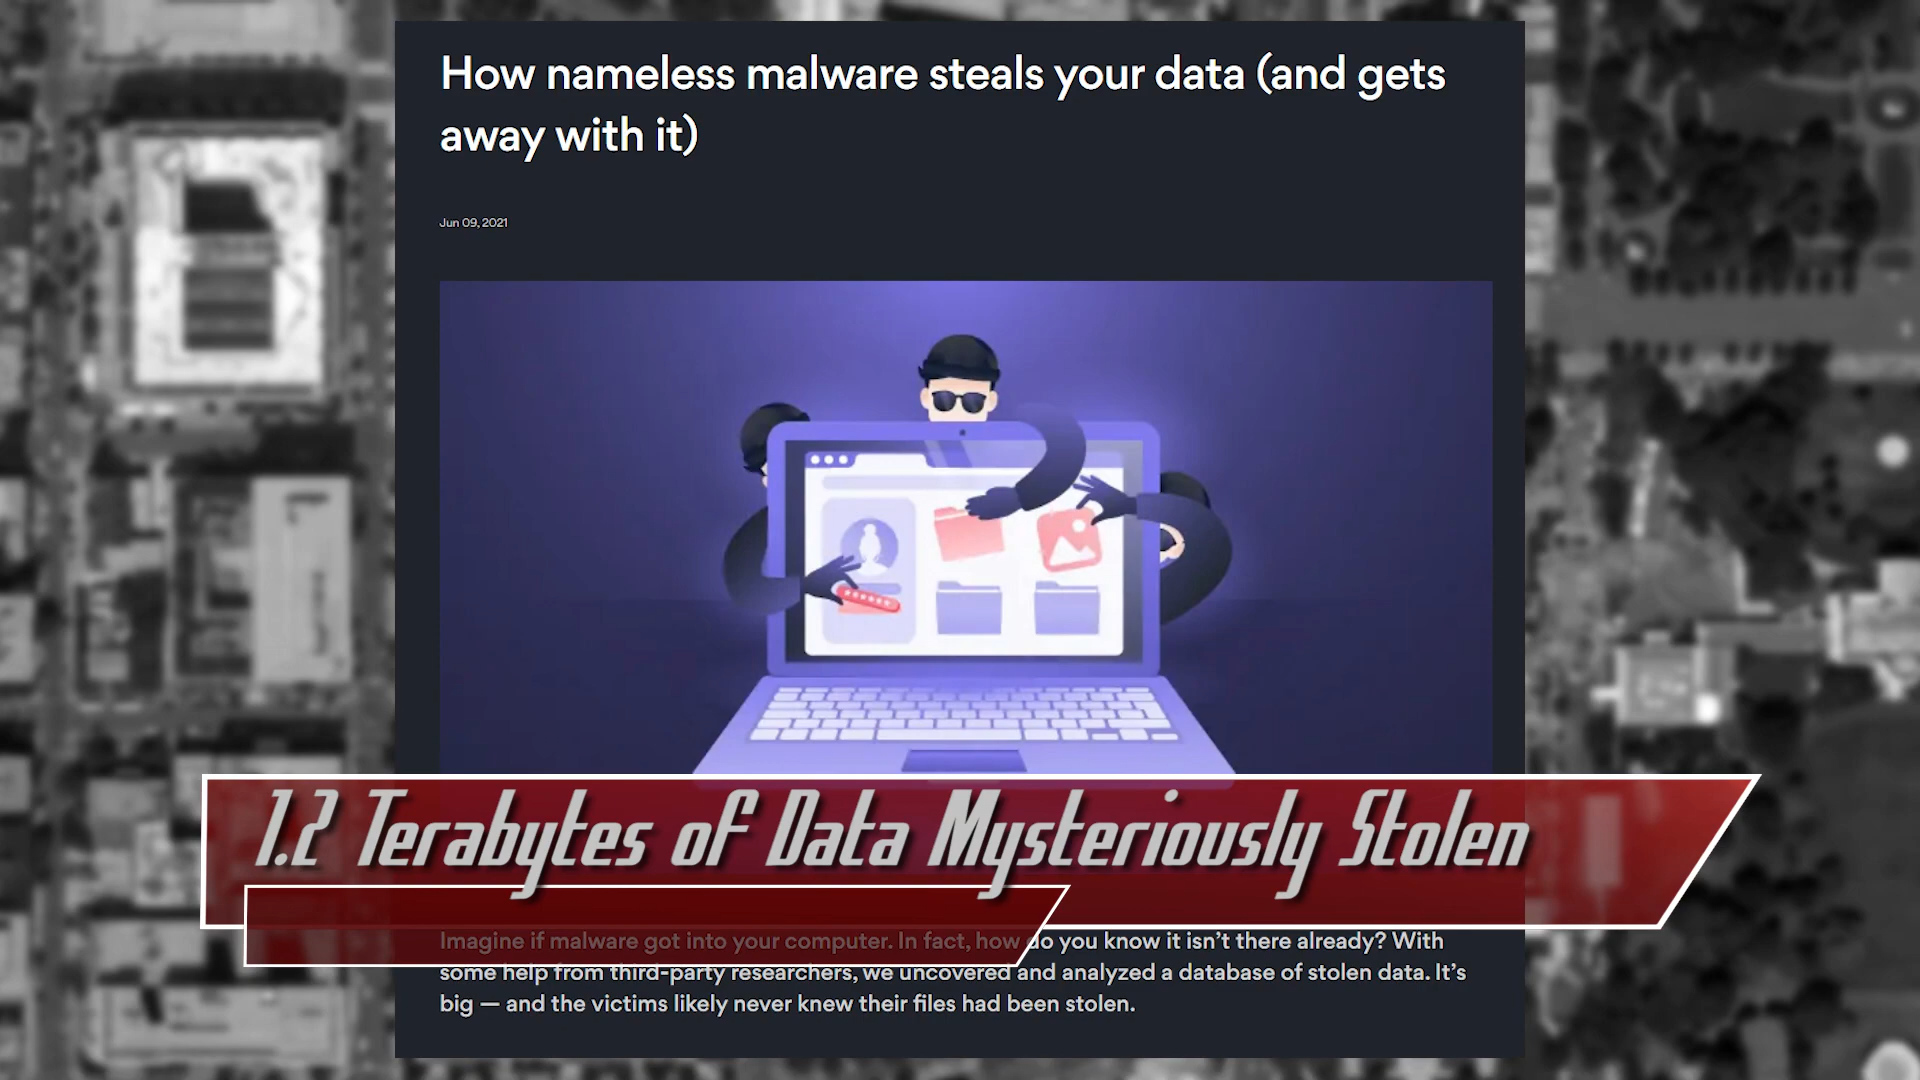 How nameless malware steals your data (and gets
away with it)
Jun 09, 2021
1.2 Terabytes of Data Mysteriously Stolen
Imagine if malware got into your computer. In fact, how do you know it isn’t there already? With
some help from third-party researchers, we uncovered and analyzed a database of stolen data. It’s
big — and the victims likely never knew their files had been stolen.